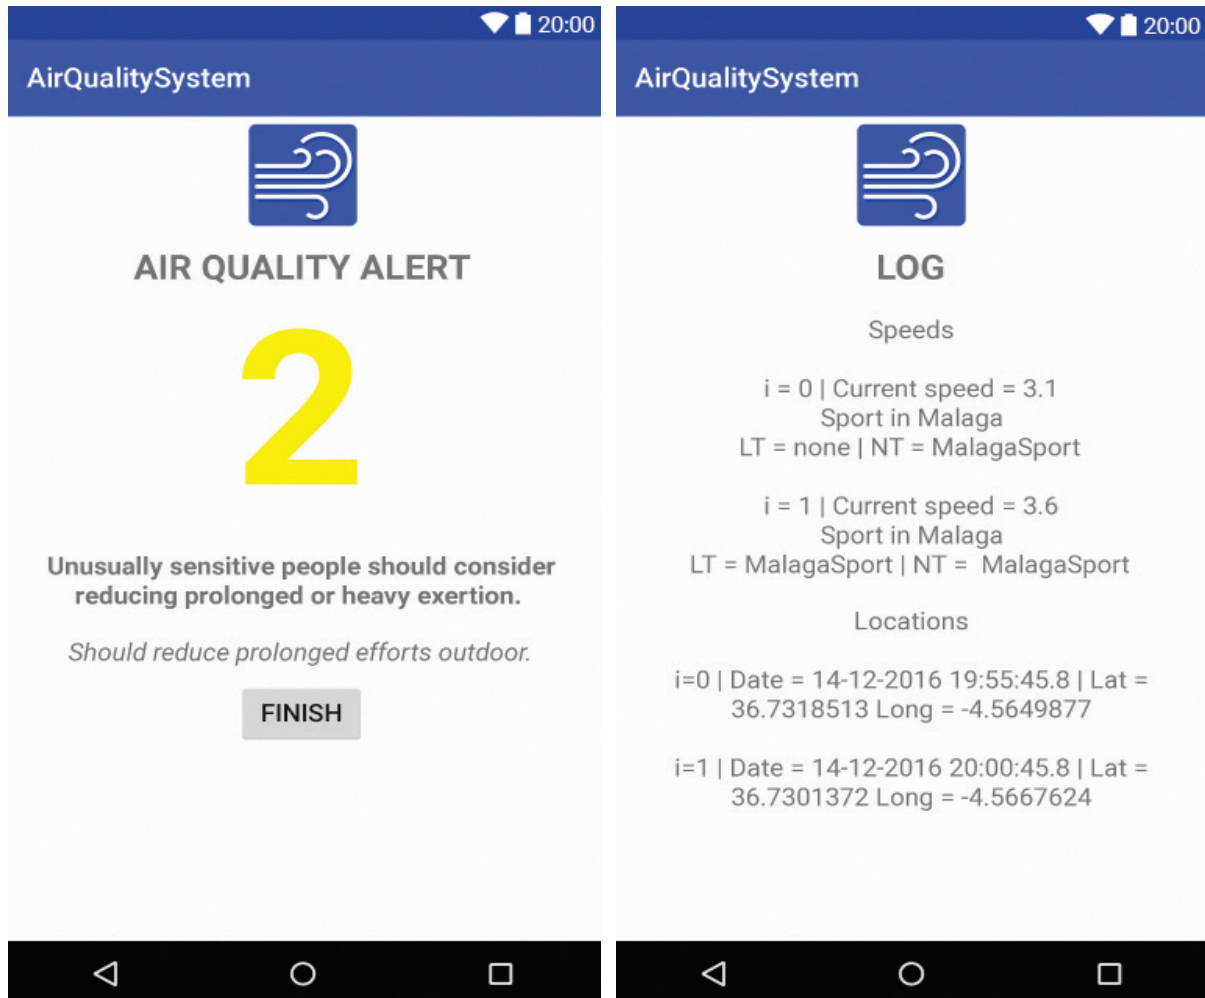 20:00
AirQualitySystem
AIR QUALITY ALERT
2
Unusually sensitive people should consider
reducing prolonged or heavy exertion.
Should reduce prolonged efforts outdoor.
FINISH
20:00
AirQualitySystem
LOG
Speeds
i = 0 | Current speed = 3.1
Sport in Malaga
LT = none | NT = MalagaSport
i = 1 | Current speed = 3.6
Sport in Malaga
LT = MalagaSport | NT =  MalagaSport
Locations
i=0 | Date = 14-12-2016 19:55:45.8 | Lat =
36.7318513 Long = -4.5649877
i=1 | Date = 14-12-2016 20:00:45.8 | Lat =
36.7301372 Long = -4.5667624